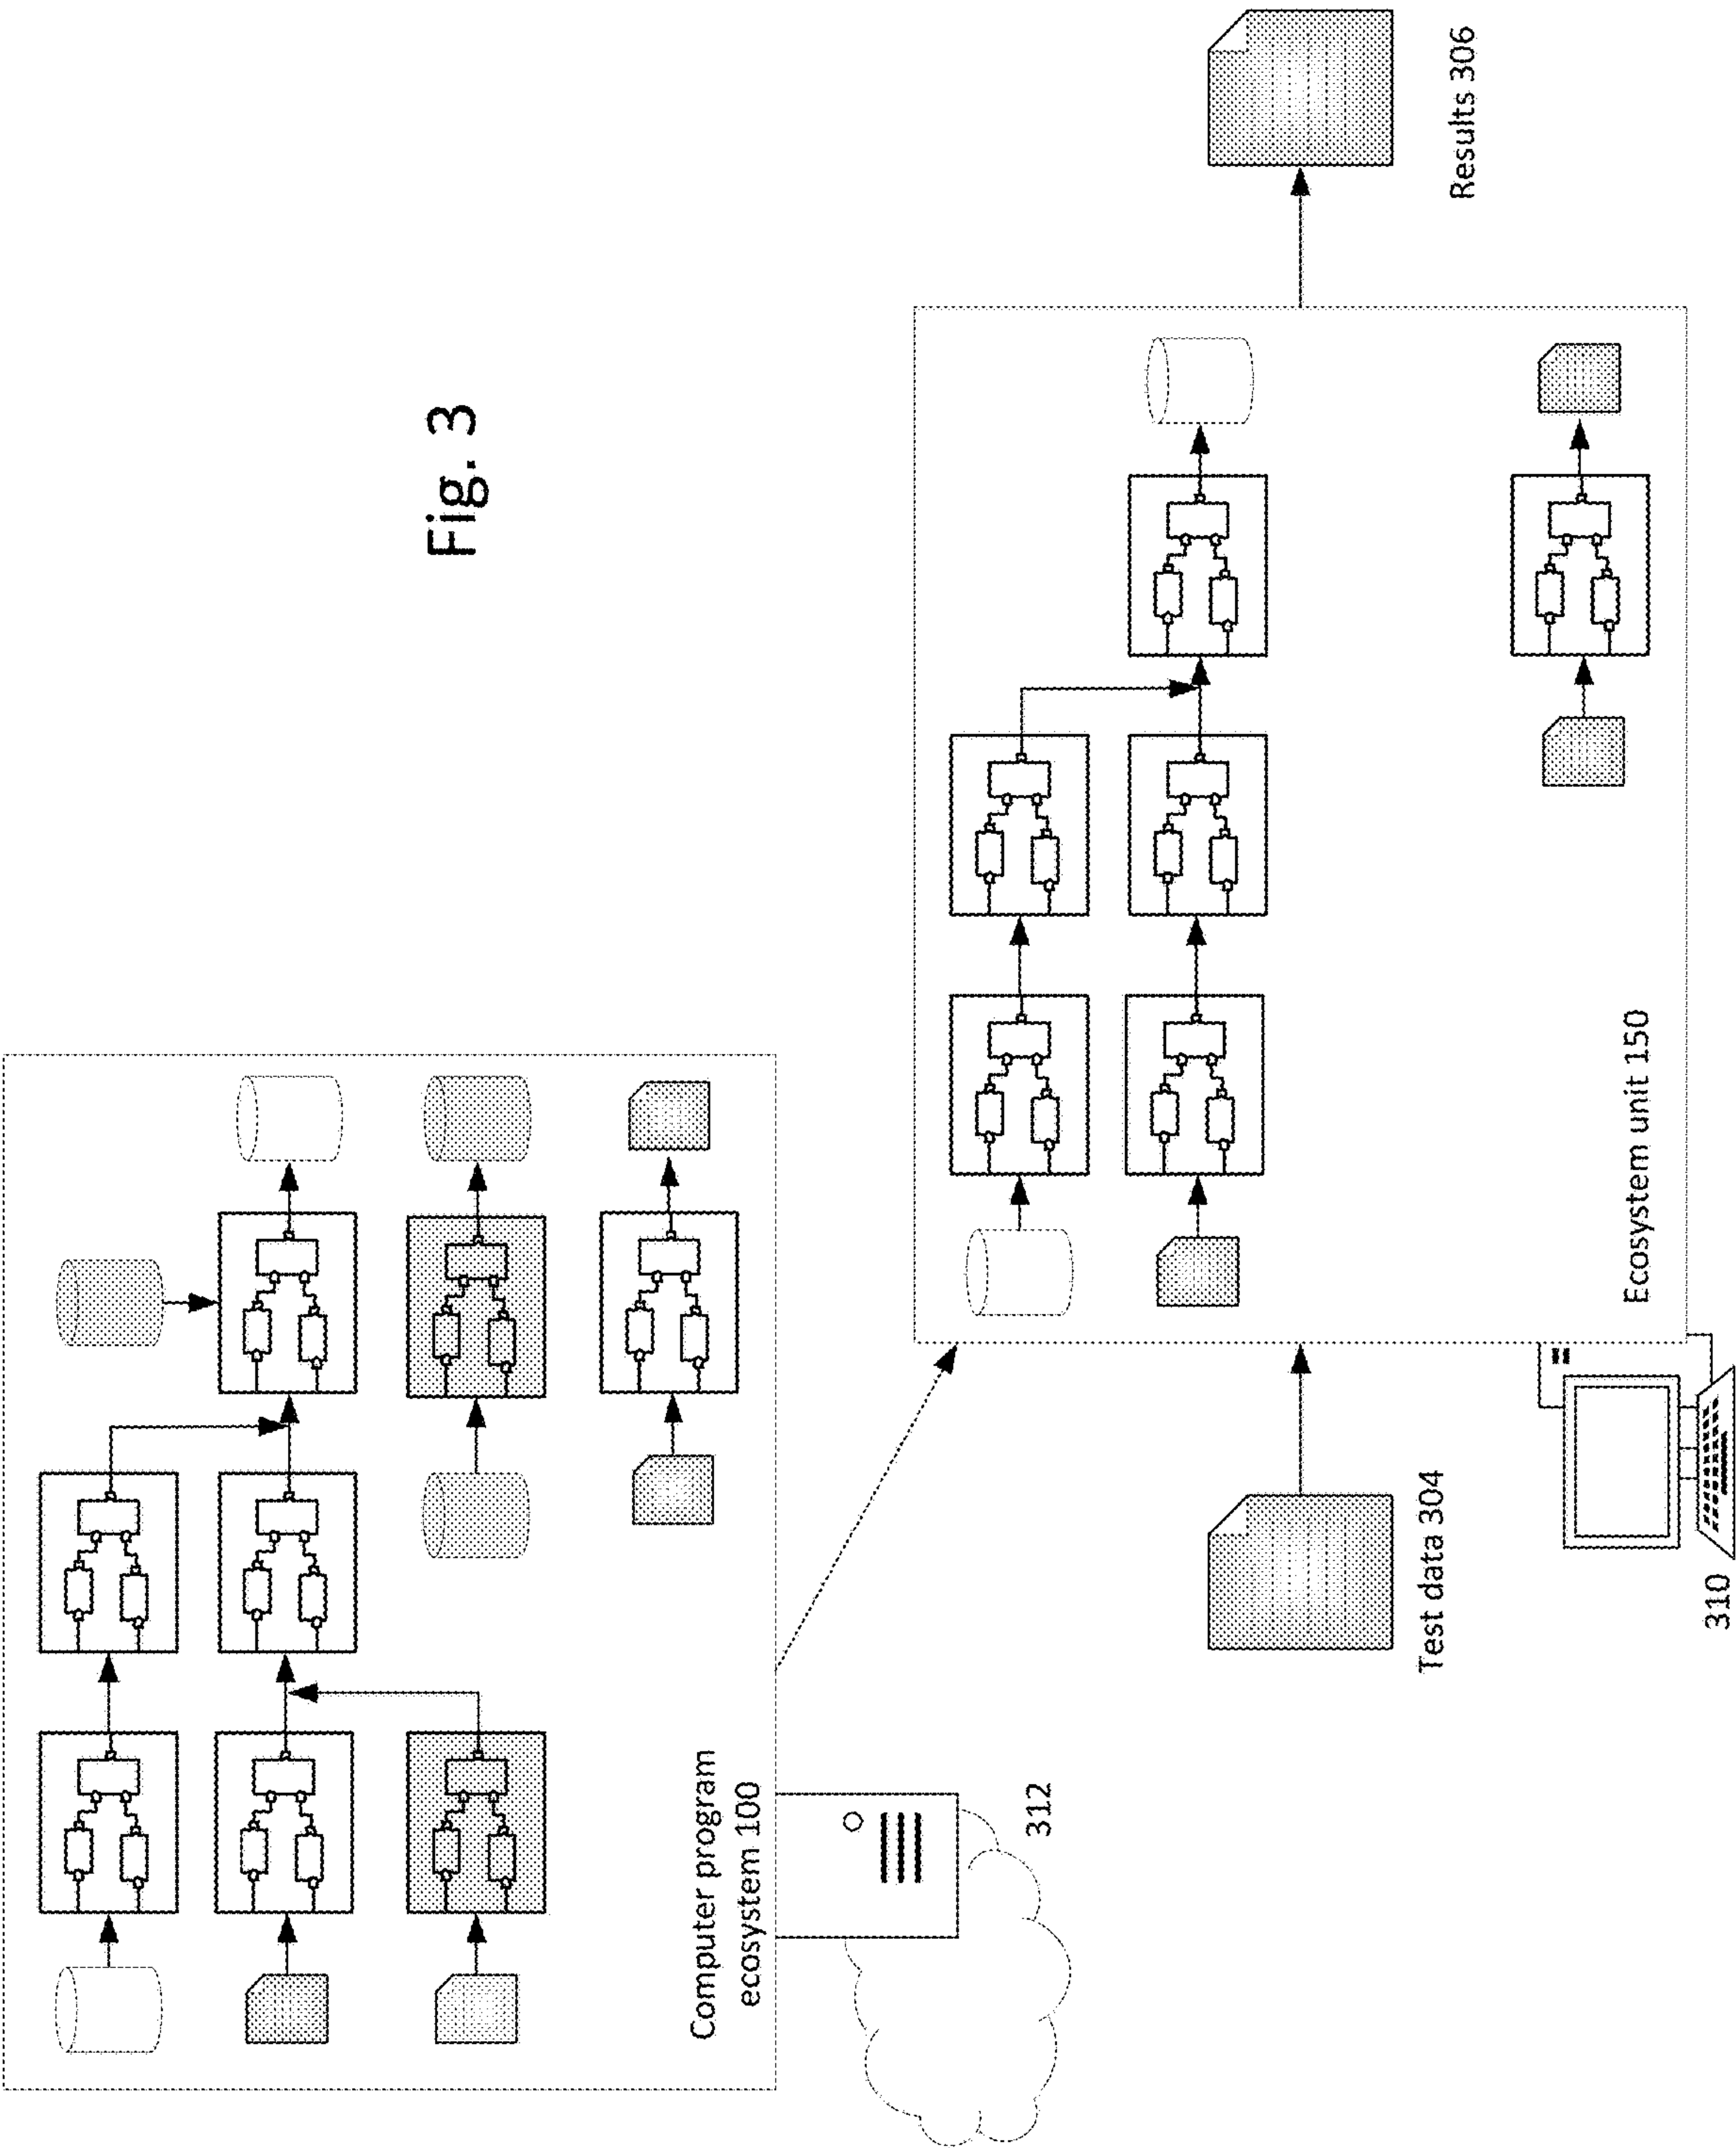 Computer program
ecosystem 100
312
Fig. 3
Test data 304
310
Ecosystem unit 150
Results 306